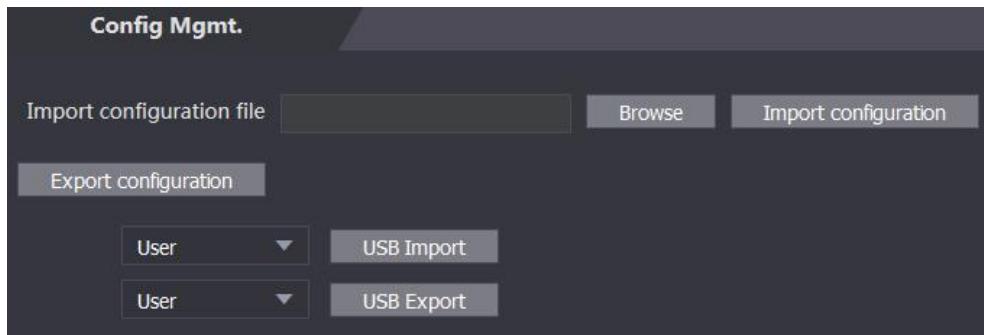 Config Mgmt.
Import configuration file Browse Import configuration
Export configuration
User USB Import
User USB Export